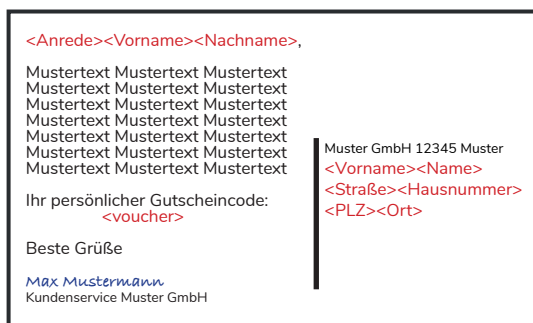 <Anrede><Vorname><Nachname>,
Mustertext Mustertext Mustertext
Mustertext Mustertext Mustertext
Mustertext Mustertext Mustertext
Mustertext Mustertext Mustertext
Mustertext Mustertext Mustertext
Mustertext Mustertext Mustertext
Mustertext Mustertext Mustertext
Ihr persönlicher Gutscheincode:
<voucher>
Beste Grüße
Max Mustermann
Kundenservice Muster GmbH
Muster GmbH 12345 Muster
<Vorname><Name>
<Straße><Hausnummer>
<PLZ><Ort>